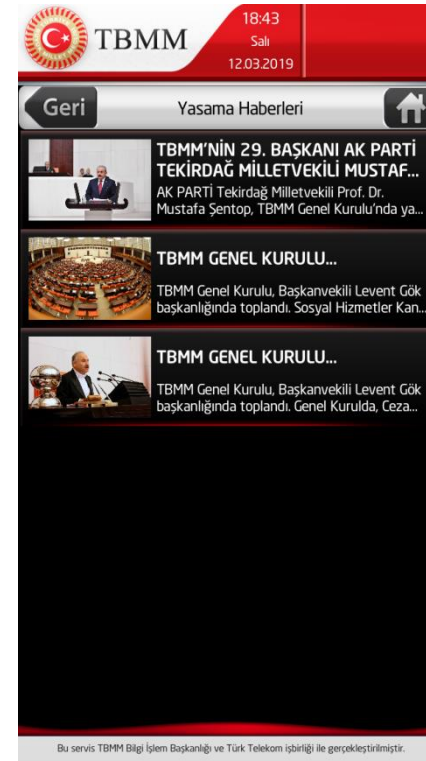 TBMM
18:43
Salı
12.03.2019
Geri
Yasama Haberleri
TBMM'NİN 29. BAŞKANI AK PARTİ
TEKİRDAĞ MİLLETVEKİLİ MUSTAF...
AK PARTİ Tekirdağ Milletvekili Prof. Dr.
Mustafa Şentop, TBMM Genel Kurulu'nda ya...
TBMM GENEL KURULU...
TBMM Genel Kurulu, Başkanvekili Levent Gök
başkanlığında toplandı. Sosyal Hizmetler Kan...
TBMM GENEL KURULU...
TBMM Genel Kurulu, Başkanvekili Levent Gök
başkanlığında toplandı. Genel Kurulda, Ceza...
Bu servis TBMM Bilgi İşlem Başkanlığı ve Türk Telekom işbirliği ile gerçekleştirilmiştir.